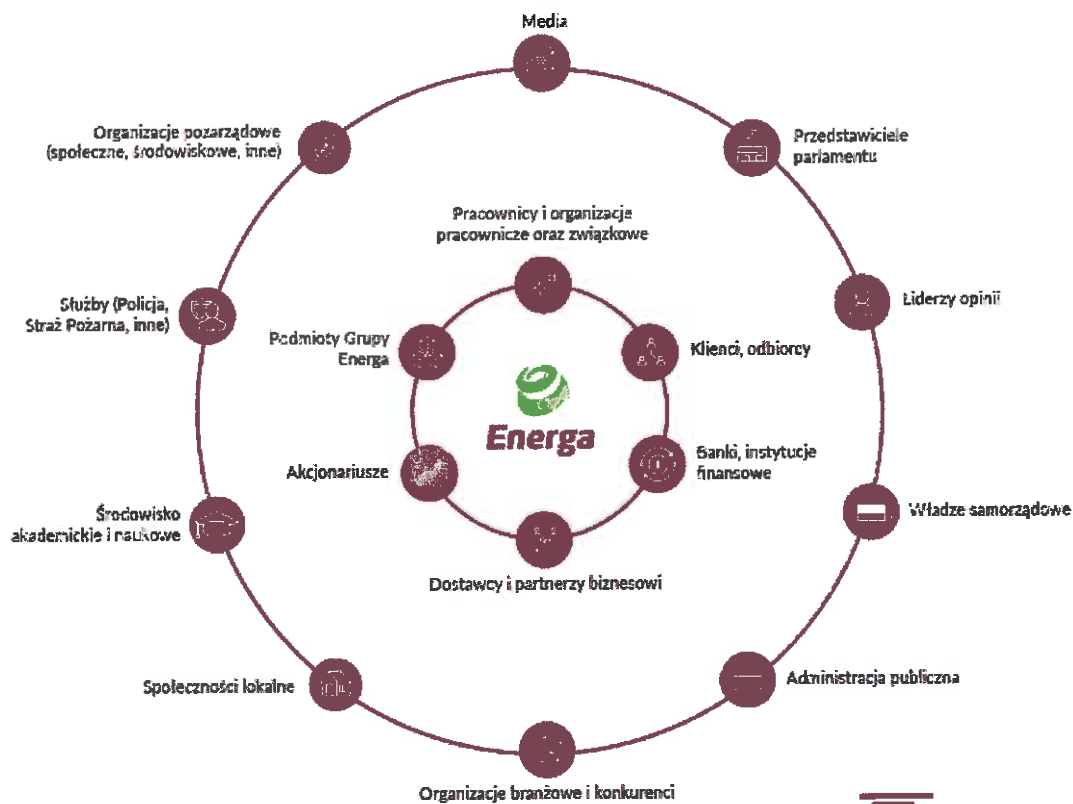 Media
Organizacje pozarządowe
(społeczne, środowiskowe, inne)
Przedstawiciele
parlamentu
Pracownicy i organizacje
pracownicze oraz związkowe
Służby (Policja,
Straż Pożarna, inne)
Liderzy opinii
Podmioty Grupy
Energa
Klienci, odbiorcy
Energa
Akcjonariusze
Banki, instytucje
finansowe
Środowisko
akademickie i naukowe
Władze samorządowe
Dostawcy i partnerzy biznesowi
Społeczności lokalne
Administracja publiczna
Organizacje branżowe i konkurenci